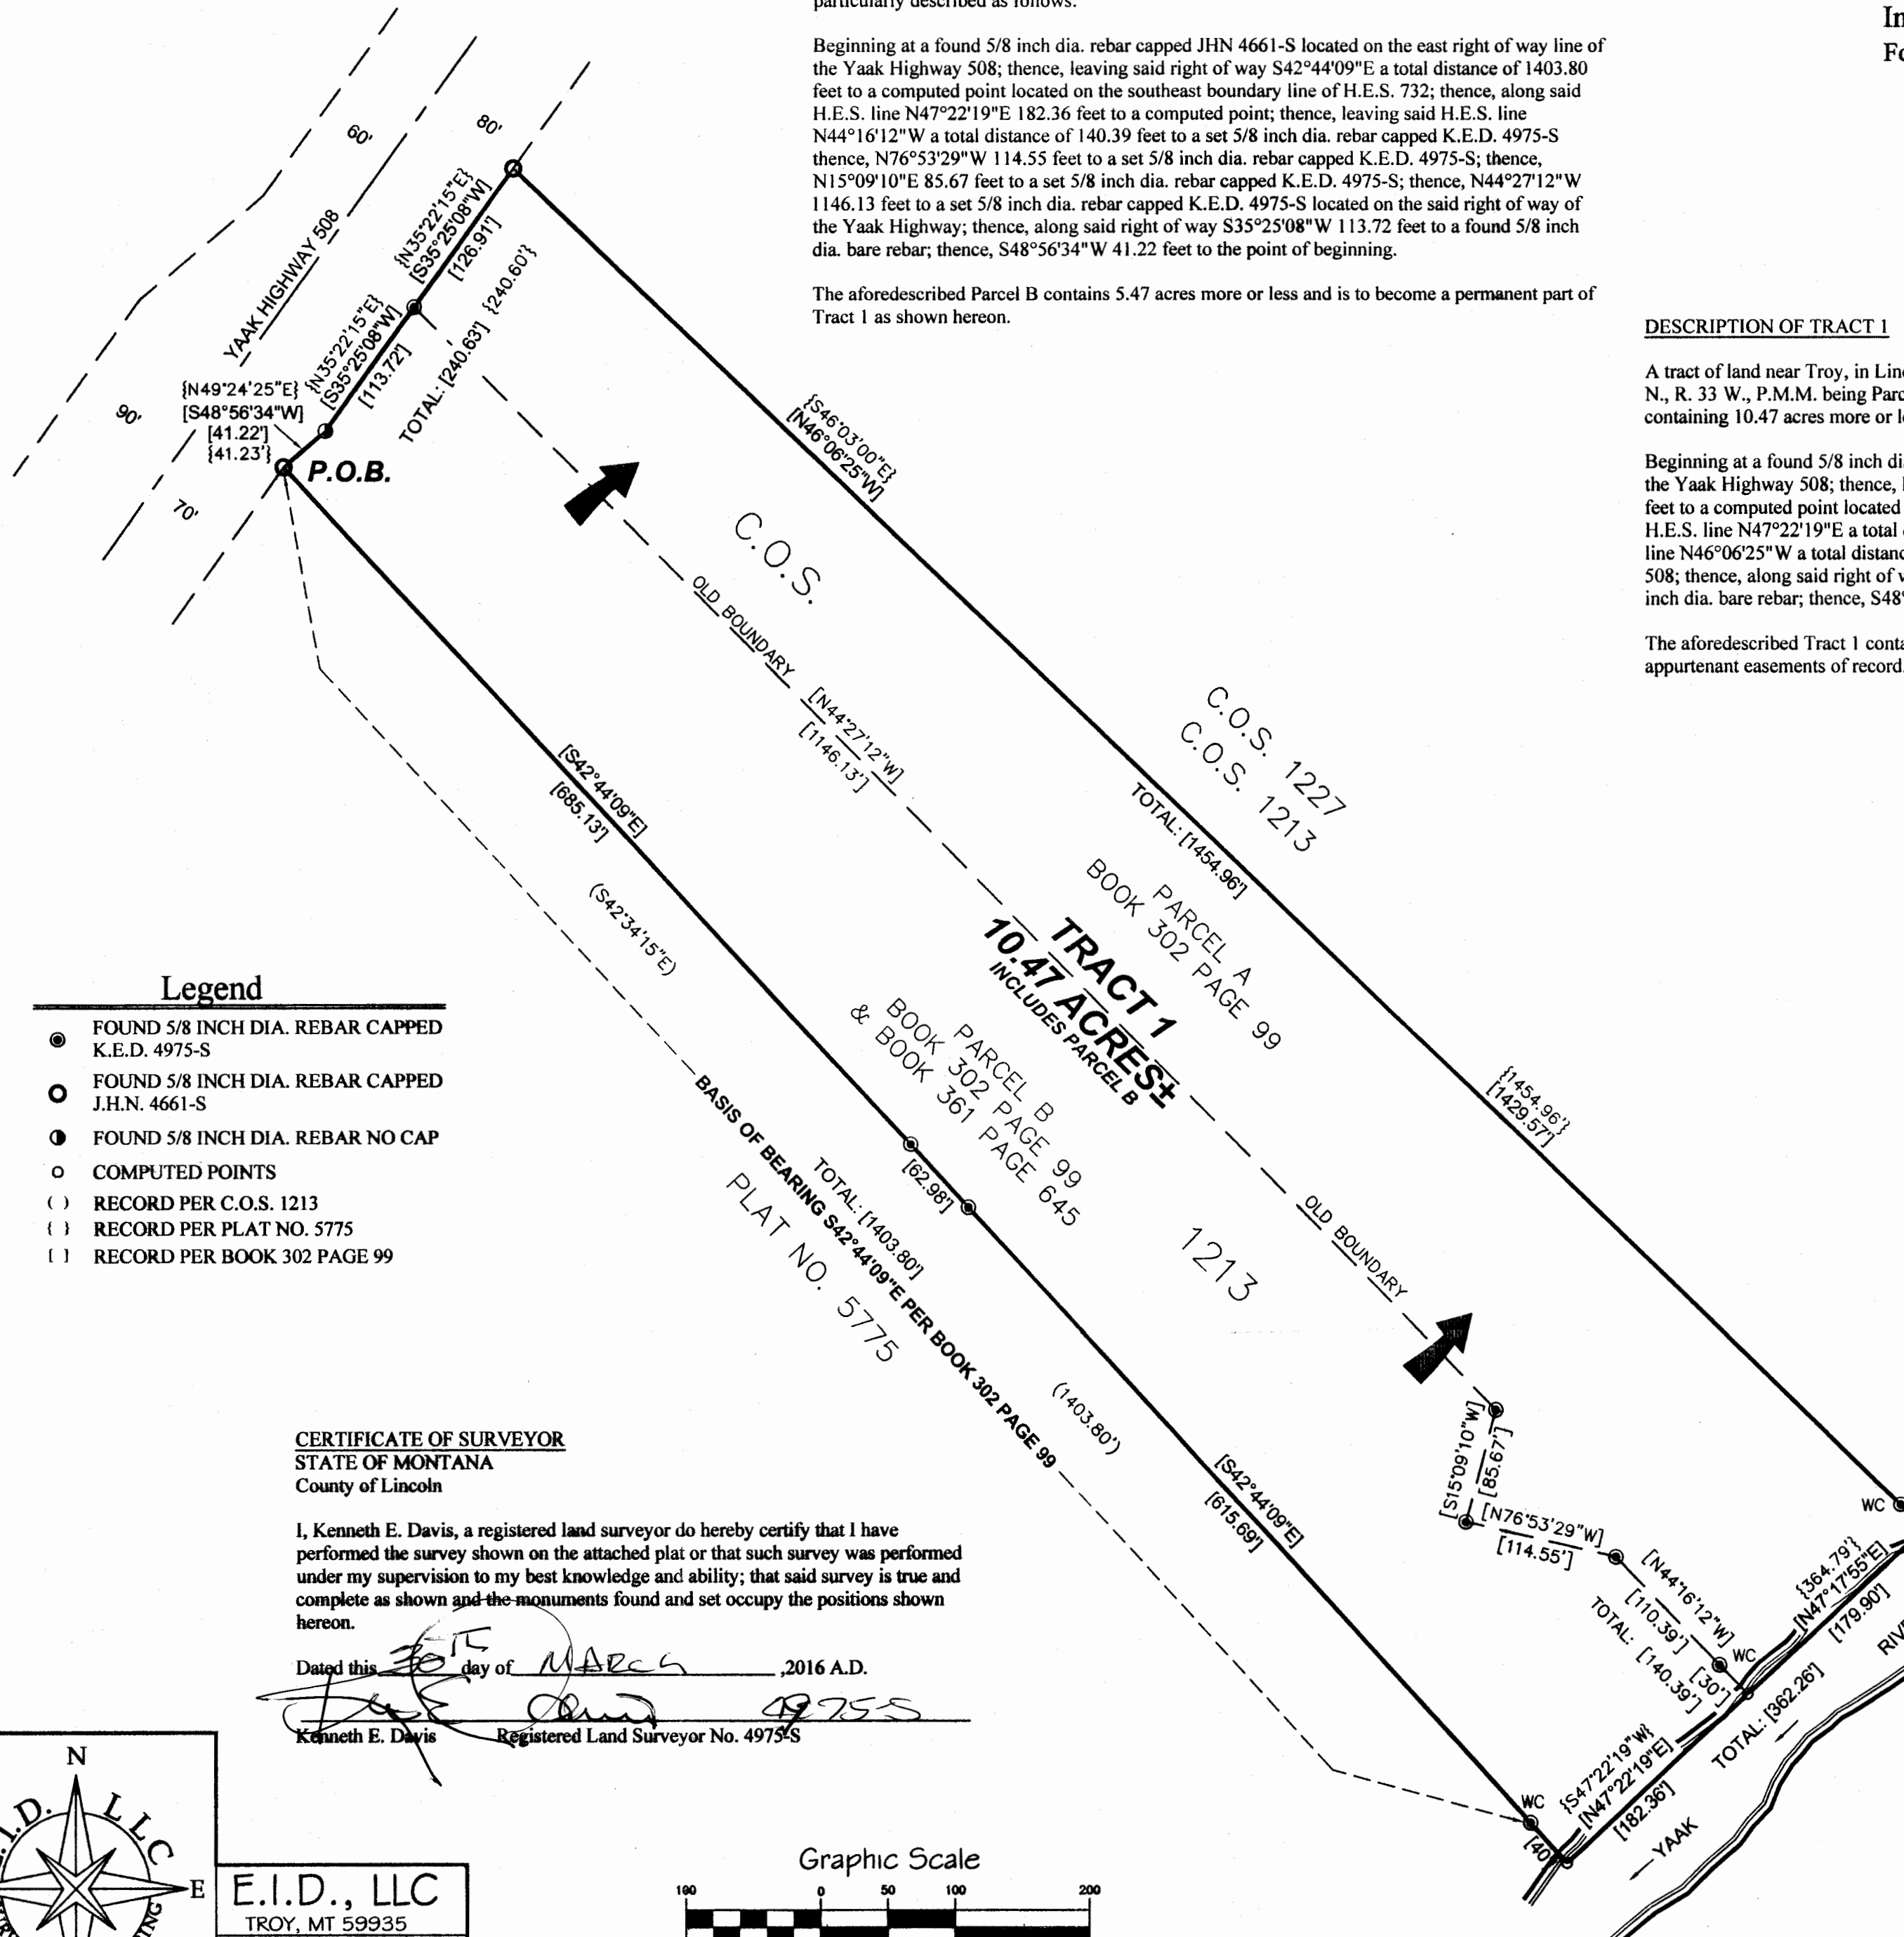 particularly described as follows:
Beginning at a found 5/8 inch dia. rebar capped JHN 4661-S located on the east right of way line of
the Yaak Highway 508; thence, leaving said right of way S42°44'09"E a total distance of 1403.80
feet to a computed point located on the southeast boundary line of H.E.S. 732; thence, along said
H.E.S. line N47°22'19"E 182.36 feet to a computed point; thence, leaving said H.E.S. line
N44°16'12"W a total distance of 140.39 feet to a set 5/8 inch dia. rebar capped K.E.D. 4975-S
thence, N76°53'29"W 114.55 feet to a set 5/8 inch dia. rebar capped K.E.D. 4975-S; thence,
N15°09'10"E 85.67 feet to a set 5/8 inch dia. rebar capped K.E.D. 4975-S; thence, N44°27'12"W
1146.13 feet to a set 5/8 inch dia. rebar capped K.E.D. 4975-S located on the said right of way of
the Yaak Highway; thence, along said right of way S35°25'08"W 113.72 feet to a found 5/8 inch
dia. bare rebar; thence, S48°56'34"W 41.22 feet to the point of beginning.
The aforedescribed Parcel B contains 5.47 acres more or less and is to become a permanent part of
Tract 1 as shown hereon.
DESCRIPTION OF TRACT 1
A tract of land near Troy, in
N., R. 33 W., P.M.M. being
containing 10.47 acres more or
Beginning at a found 5/8 inch
the Yaak Highway 508; thence,
feet to a computed point located
H.E.S. line N47°22'19"E a total
line N46°06'25"W a total
508; thence, along said right of
inch dia. bare rebar; thence,
The aforedescribed Tract 1
appurtenant easements of record
60'
80'
YAAK HIGHWAY 508
90'
70'
{N35°22'15"E}
[S35°25'08"W]
[126.91']
{N35°22'15"E}
[S35°25'08"W]
[113.72']
TOTAL: [240.63'] {240.60'}
{N49°24'25"E}
[S48°56'34"W]
[41.22']
{41.23'}
P.O.B.
{S46°03'00"E}
[N46°06'25"W]
C.O.S.
OLD BOUNDARY
[N44°27'12"W]
[1146.13']
C.O.S. 1227
C.O.S. 1213
TOTAL: [1454.96']
[S42°44'09"E]
[685.13']
(S42°34'15"E)
PARCEL A
BOOK 302 PAGE 99
TRACT 1
10.47 ACRES±
INCLUDES PARCEL B
PARCEL B
BOOK 302 PAGE 99
& BOOK 361 PAGE 645
{1454.96'}
[1429.57']
[62.98']
TOTAL: [1403.80']
BASIS OF BEARING S42°44'09"E PER BOOK 302 PAGE 99
PLAT NO. 5775
1213
OLD BOUNDARY
(1403.80')
[S42°44'09"E]
[615.69']
[S15°09'10"W]
[85.67']
[N76°53'29"W]
[114.55']
[N44°16'12"W]
[110.39']
TOTAL: [140.39']
WC
[30']
WC
{364.79'}
[N47°17'55"E]
[179.90']
TOTAL: [362.26']
{S47°22'19"W}
[N47°22'19"E]
[182.36']
WC
[40'
YAAK
Legend
FOUND 5/8 INCH DIA. REBAR CAPPED
K.E.D. 4975-S
FOUND 5/8 INCH DIA. REBAR CAPPED
J.H.N. 4661-S
FOUND 5/8 INCH DIA. REBAR NO CAP
COMPUTED POINTS
( ) RECORD PER C.O.S. 1213
{ } RECORD PER PLAT NO. 5775
[ ] RECORD PER BOOK 302 PAGE 99
CERTIFICATE OF SURVEYOR
STATE OF MONTANA
County of Lincoln
I, Kenneth E. Davis, a registered land surveyor do hereby certify that I have
performed the survey shown on the attached plat or that such survey was performed
under my supervision to my best knowledge and ability; that said survey is true and
complete as shown and the monuments found and set occupy the positions shown
hereon.
Dated this 30th day of MARCH ,2016 A.D.
4975S
Kenneth E. Davis Registered Land Surveyor No. 4975-S
N
E
LLC
E.I.D., LLC
TROY, MT 59935
Graphic Scale
100 0 50 100 200